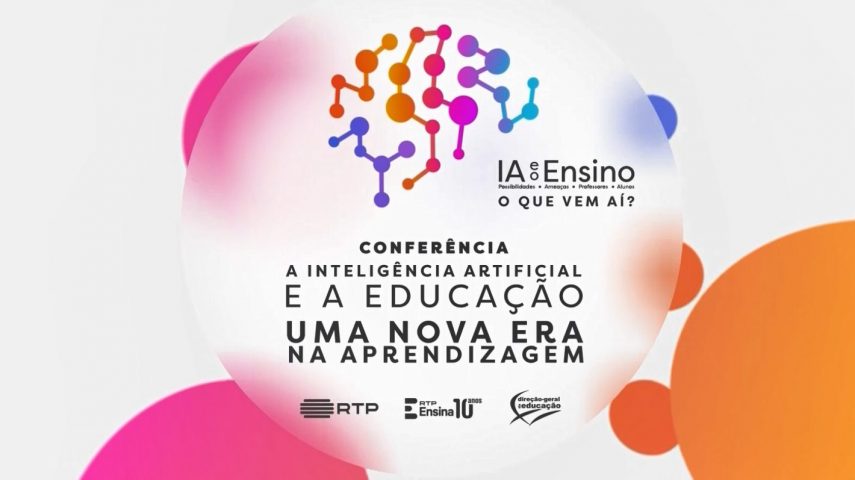 IA e o Ensino
Possibilidades • Ameaças • Professores • Alunos
O QUE VEM AÍ?
CONFERÊNCIA
A INTELIGÊNCIA ARTIFICIAL
E A EDUCAÇÃO
UMA NOVA ERA
NA APRENDIZAGEM
RTP
RTP
Ensina 10 anos
direção-geral
da educação